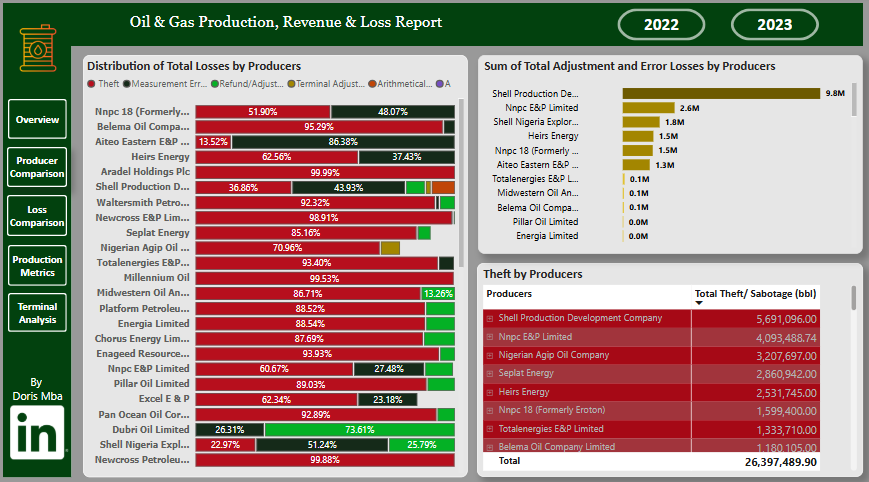 Oil & Gas Production, Revenue & Loss Report
2022
2023
Overview
Producer
Comparison
Loss
Comparison
Production
Metrics
Terminal
Analysis
By
Doris Mba
in
Distribution of Total Losses by Producers
Theft Measurement Err... Refund/Adjust... Terminal Adjust... Arithmetical... A
Nnpc 18 (Formerly... 51.90% 48.07%
Belema Oil Compa... 95.29%
Aiteo Eastern E&P ... 13.52% 86.38%
Heirs Energy 62.56% 37.43%
Aradel Holdings Plc 99.99%
Shell Production D... 36.86% 43.93%
Waltersmith Petro... 92.32%
Newcross E&P Lim... 98.91%
Seplat Energy 85.16%
Nigerian Agip Oil ... 70.96%
Totalenergies E&P... 93.40%
Millennium Oil 99.53%
Midwestern Oil An... 86.71% 13.26%
Platform Petroleu... 88.52%
Energia Limited 88.54%
Chorus Energy Lim... 87.69%
Enageed Resource... 93.93%
Nnpc E&P Limited 60.67% 27.48%
Pillar Oil Limited 89.03%
Excel E & P 62.34% 23.18%
Pan Ocean Oil Cor... 92.89%
Dubri Oil Limited 26.31% 73.61%
Shell Nigeria Expl... 22.97% 51.24% 25.79%
Newcross Petroleu... 99.88%
Sum of Total Adjustment and Error Losses by Producers
Shell Production De... 9.8M
Nnpc E&P Limited 2.6M
Shell Nigeria Explor... 1.8M
Heirs Energy 1.5M
Nnpc 18 (Formerly ... 1.5M
Aiteo Eastern E&P ... 1.3M
Totalenergies E&P L... 0.1M
Midwestern Oil An... 0.1M
Belema Oil Compa... 0.1M
Pillar Oil Limited 0.0M
Energia Limited 0.0M
Theft by Producers
Producers Total Theft/ Sabotage (bbl)
Shell Production Development Company 5,691,096.00
Nnpc E&P Limited 4,093,488.74
Nigerian Agip Oil Company 3,207,697.00
Seplat Energy 2,860,942.00
Heirs Energy 2,531,745.00
Nnpc 18 (Formerly Eroton) 1,599,400.00
Totalenergies E&P Limited 1,333,710.00
Belema Oil Company Limited 1,180,105.00
Total 26,397,489.90